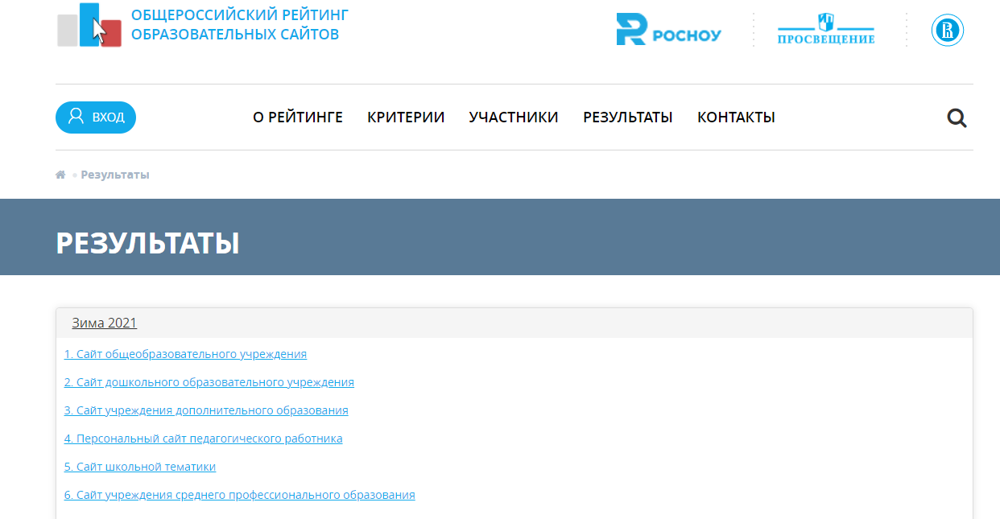 ОБЩЕРОССИЙСКИЙ РЕЙТИНГ
ОБРАЗОВАТЕЛЬНЫХ САЙТОВ
РОСНОУ
ПРОСВЕЩЕНИЕ
ВХОД
О РЕЙТИНГЕ
КРИТЕРИИ
УЧАСТНИКИ
РЕЗУЛЬТАТЫ
КОНТАКТЫ
Результаты
РЕЗУЛЬТАТЫ
Зима 2021
1. Сайт общеобразовательного учреждения
2. Сайт дошкольного образовательного учреждения
3. Сайт учреждения дополнительного образования
4. Персональный сайт педагогического работника
5. Сайт школьной тематики
6. Сайт учреждения среднего профессионального образования